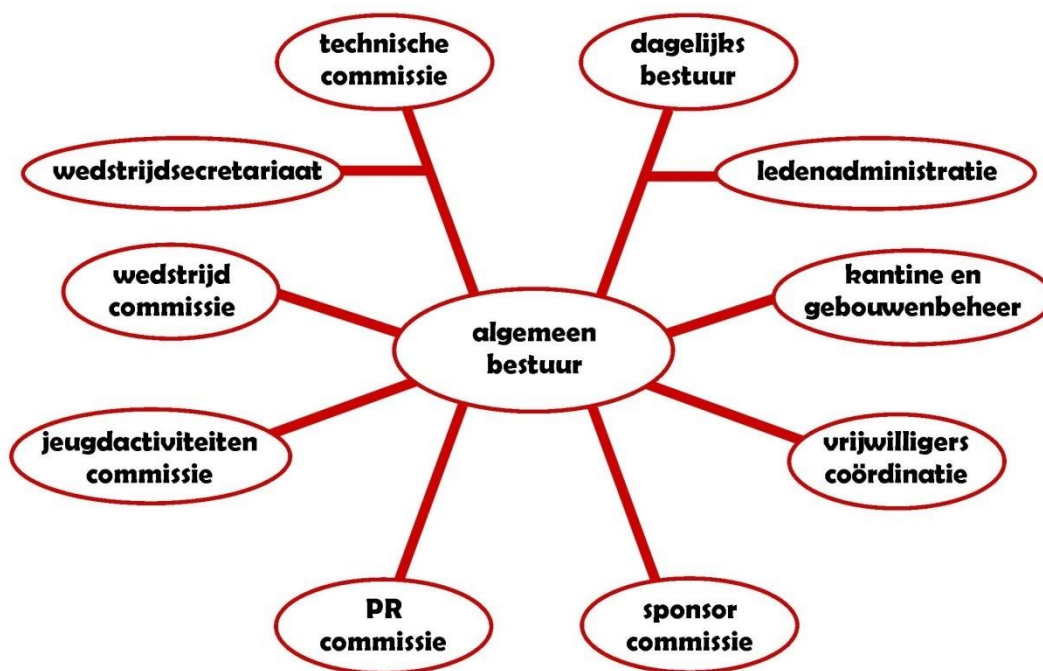 technische
commissie
dagelijks
bestuur
wedstrijdsecretariaat
ledenadministratie
wedstrijd
commissie
kantine en
gebouwenbeheer
algemeen
bestuur
jeugdactiviteiten
commissie
vrijwilligers
coördinatie
PR
commissie
sponsor
commissie